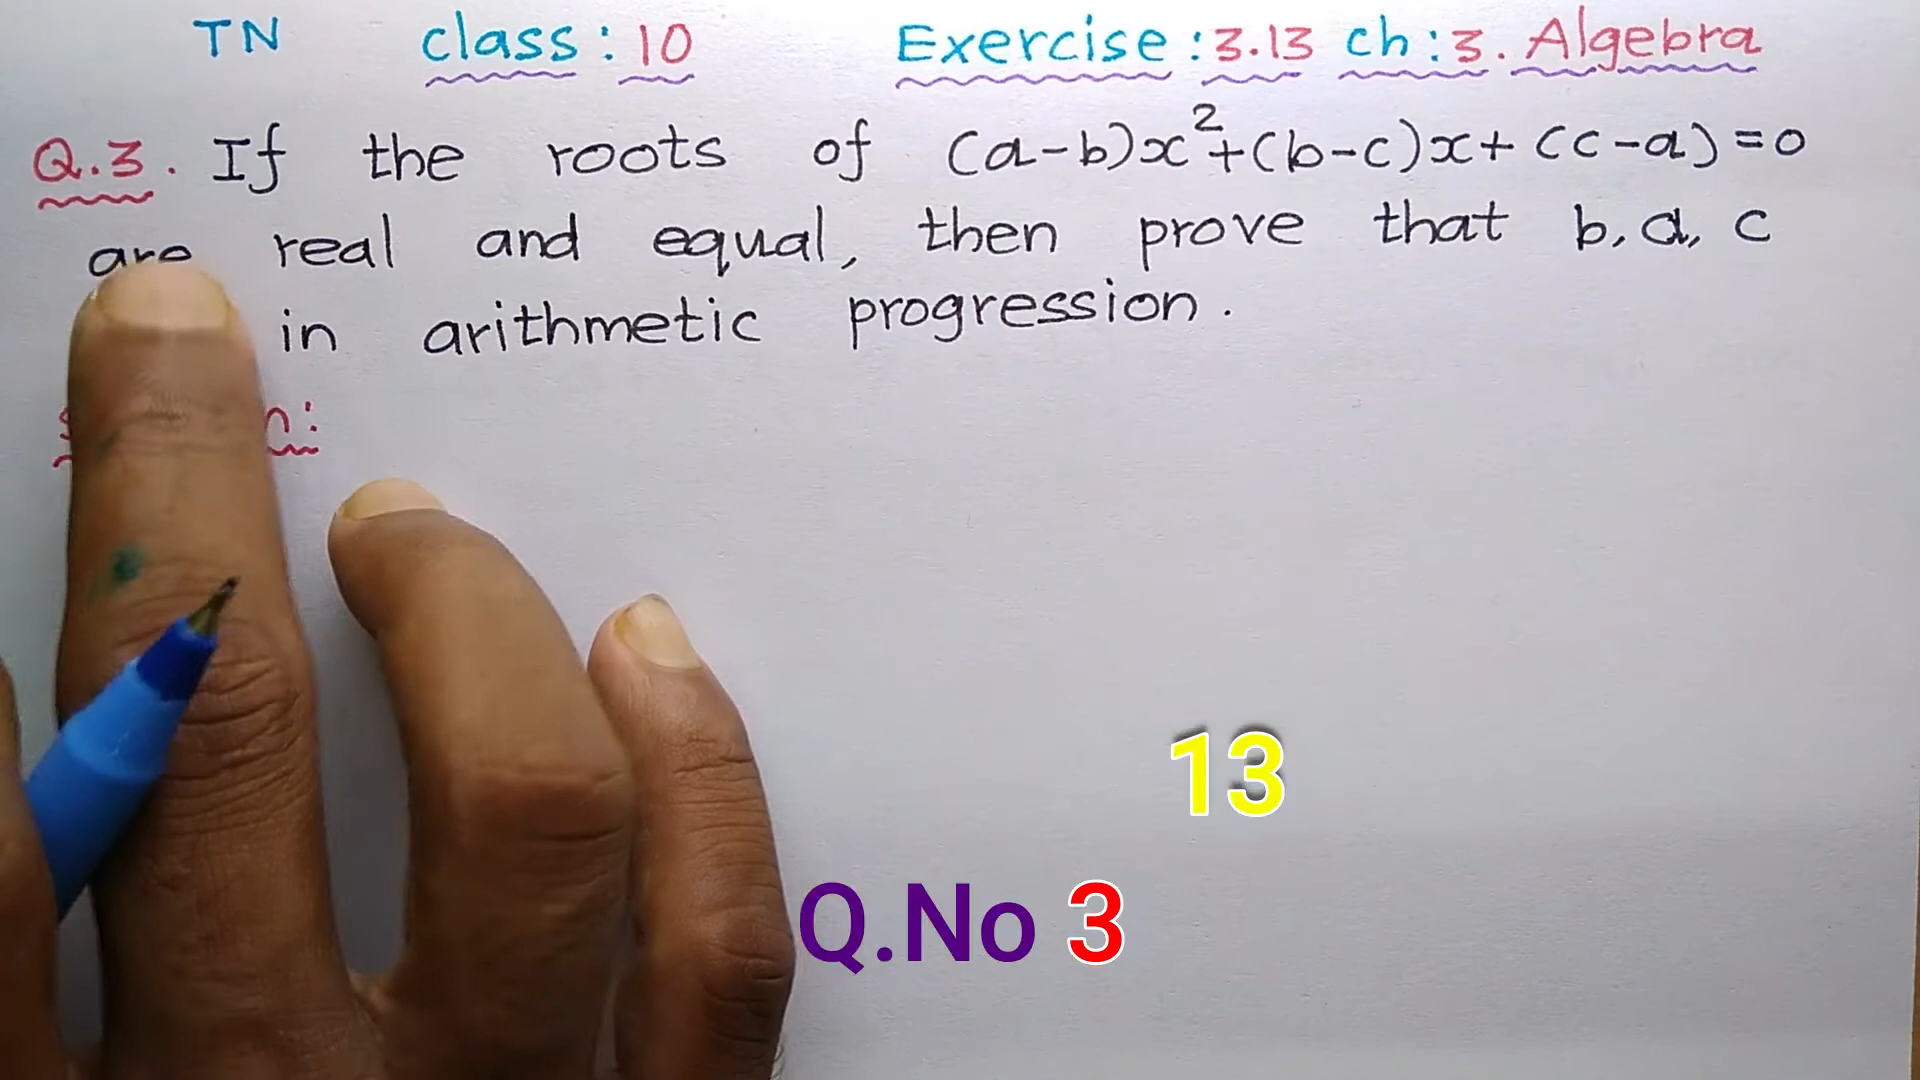 TN class: 10 Exercise: 3.13 ch: 3. Algebra
Q.3. If the roots of (a-b)x²+(b-c)x+(c-a)=0
are real and equal, then prove that b, a, c
in arithmetic progression.
13
Q.No 3